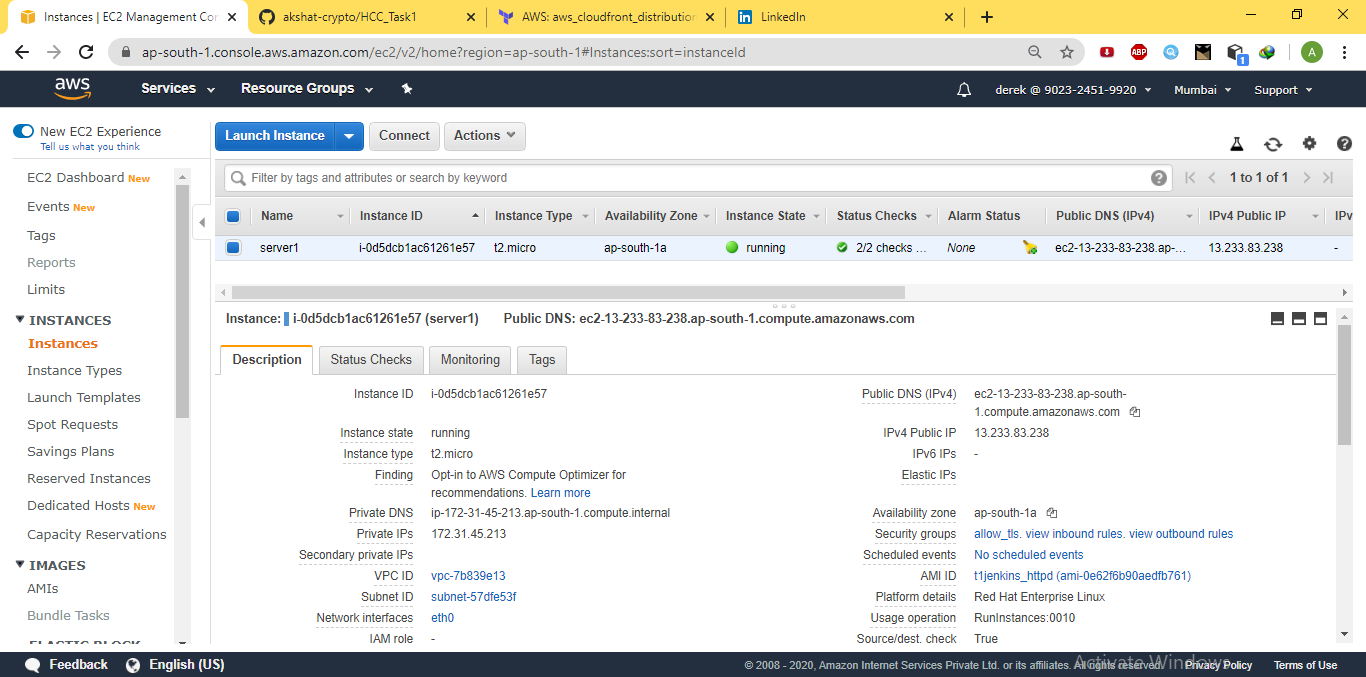 Instances | EC2 Management Con
akshat-crypto/HCC_Task1
AWS: aws_cloudfront_distribution
LinkedIn
ap-south-1.console.aws.amazon.com/ec2/v2/home?region=ap-south-1#Instances:sort=instanceId
ABP
1
A
aws
Services
Resource Groups
derek @ 9023-2451-9920
Mumbai
Support
New EC2 Experience
Tell us what you think
EC2 Dashboard New
Events New
Tags
Reports
Limits
INSTANCES
Instances
Instance Types
Launch Templates
Spot Requests
Savings Plans
Reserved Instances
Dedicated Hosts New
Capacity Reservations
IMAGES
AMIs
Bundle Tasks
ELASTIC BLOCK
Launch Instance
Connect
Actions
Filter by tags and attributes or search by keyword
1 to 1 of 1
Name Instance ID Instance Type Availability Zone Instance State Status Checks Alarm Status Public DNS (IPv4) IPv4 Public IP IPv
server1 i-0d5dcb1ac61261e57 t2.micro ap-south-1a running 2/2 checks ... None ec2-13-233-83-238.ap-... 13.233.83.238 -
Instance: i-0d5dcb1ac61261e57 (server1) Public DNS: ec2-13-233-83-238.ap-south-1.compute.amazonaws.com
Description
Status Checks
Monitoring
Tags
Instance ID i-0d5dcb1ac61261e57
Instance state running
Instance type t2.micro
Finding Opt-in to AWS Compute Optimizer for
recommendations. Learn more
Private DNS ip-172-31-45-213.ap-south-1.compute.internal
Private IPs 172.31.45.213
Secondary private IPs
VPC ID vpc-7b839e13
Subnet ID subnet-57dfe53f
Network interfaces eth0
IAM role -
Public DNS (IPv4) ec2-13-233-83-238.ap-south-
1.compute.amazonaws.com
IPv4 Public IP 13.233.83.238
IPv6 IPs -
Elastic IPs
Availability zone ap-south-1a
Security groups allow_tls. view inbound rules. view outbound rules
Scheduled events No scheduled events
AMI ID t1jenkins_httpd (ami-0e62f6b90aedfb761)
Platform details Red Hat Enterprise Linux
Usage operation RunInstances:0010
Source/dest. check True
Feedback
English (US)
© 2008 - 2020, Amazon Internet Services Private Ltd. or its affiliates. All rights reserved.
Activate Windows
Privacy Policy
Terms of Use